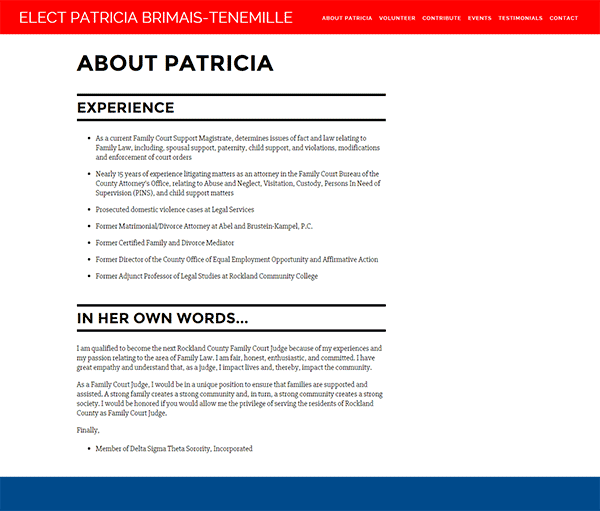 ELECT PATRICIA BRIMAIS-TENEMILLE
ABOUT PATRICIA VOLUNTEER CONTRIBUTE EVENTS TESTIMONIALS CONTACT
ABOUT PATRICIA
EXPERIENCE
• As a current Family Court Support Magistrate, determines issues of fact and law relating to
Family Law, including, spousal support, paternity, child support, and violations, modifications
and enforcement of court orders
• Nearly 15 years of experience litigating matters as an attorney in the Family Court Bureau of the
County Attorney's Office, relating to Abuse and Neglect, Visitation, Custody, Persons In Need of
Supervision (PINS), and child support matters
• Prosecuted domestic violence cases at Legal Services
• Former Matrimonial/Divorce Attorney at Abel and Brustein-Kampel, P.C.
• Former Certified Family and Divorce Mediator
• Former Director of the County Office of Equal Employment Opportunity and Affirmative Action
• Former Adjunct Professor of Legal Studies at Rockland Community College
IN HER OWN WORDS...
I am qualified to become the next Rockland County Family Court Judge because of my experiences and
my passion relating to the area of Family Law. I am fair, honest, enthusiastic, and committed. I have
great empathy and understand that, as a judge, I impact lives and, thereby, impact the community.
As a Family Court Judge, I would be in a unique position to ensure that families are supported and
assisted. A strong family creates a strong community and, in turn, a strong community creates a strong
society. I would be honored if you would allow me the privilege of serving the residents of Rockland
County as Family Court Judge.
Finally,
• Member of Delta Sigma Theta Sorority, Incorporated